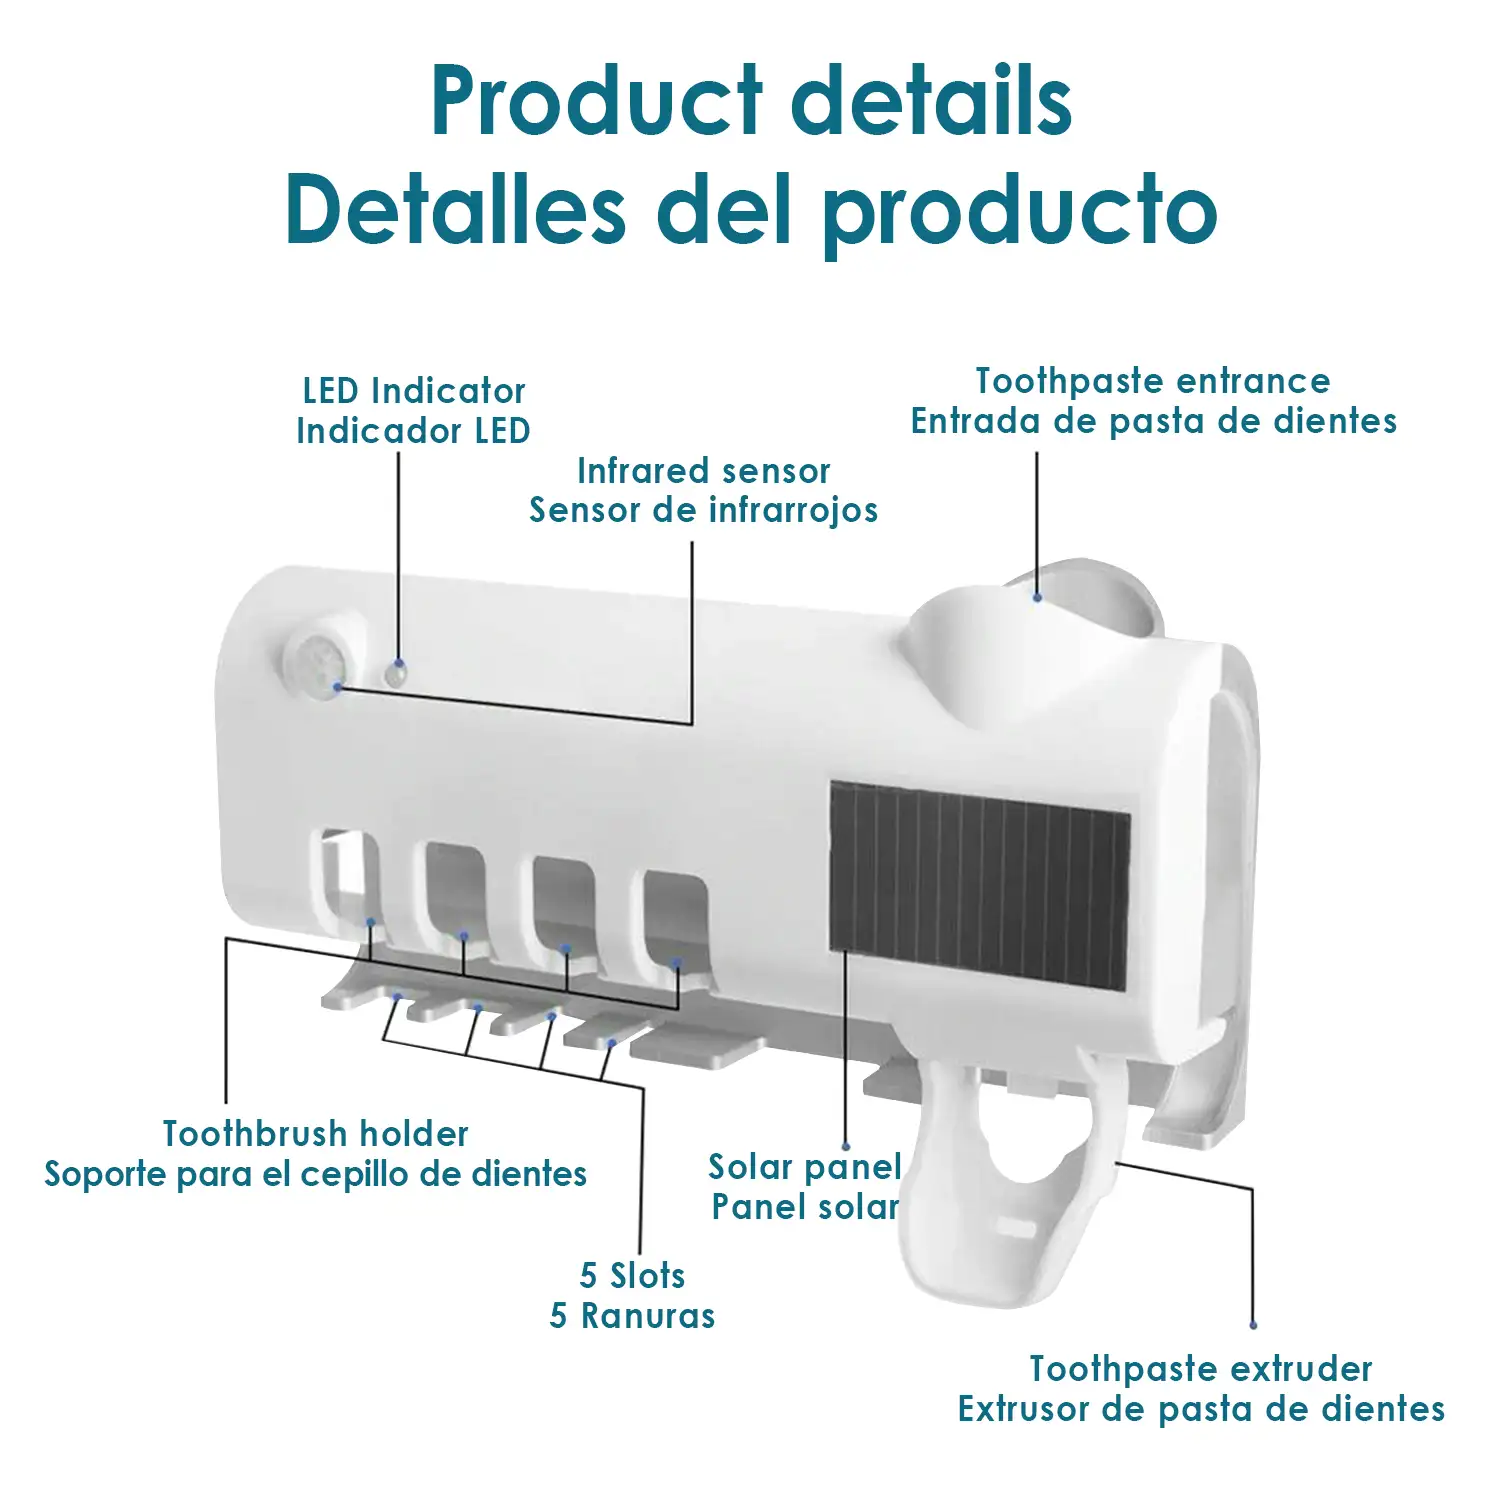 Product details
Detalles del producto
LED Indicator
Indicador LED
Toothpaste entrance
Entrada de pasta de dientes
Infrared sensor
Sensor de infrarrojos
Toothbrush holder
Soporte para el cepillo de dientes
Solar panel
Panel solar
5 Slots
5 Ranuras
Toothpaste extruder
Extrusor de pasta de dientes